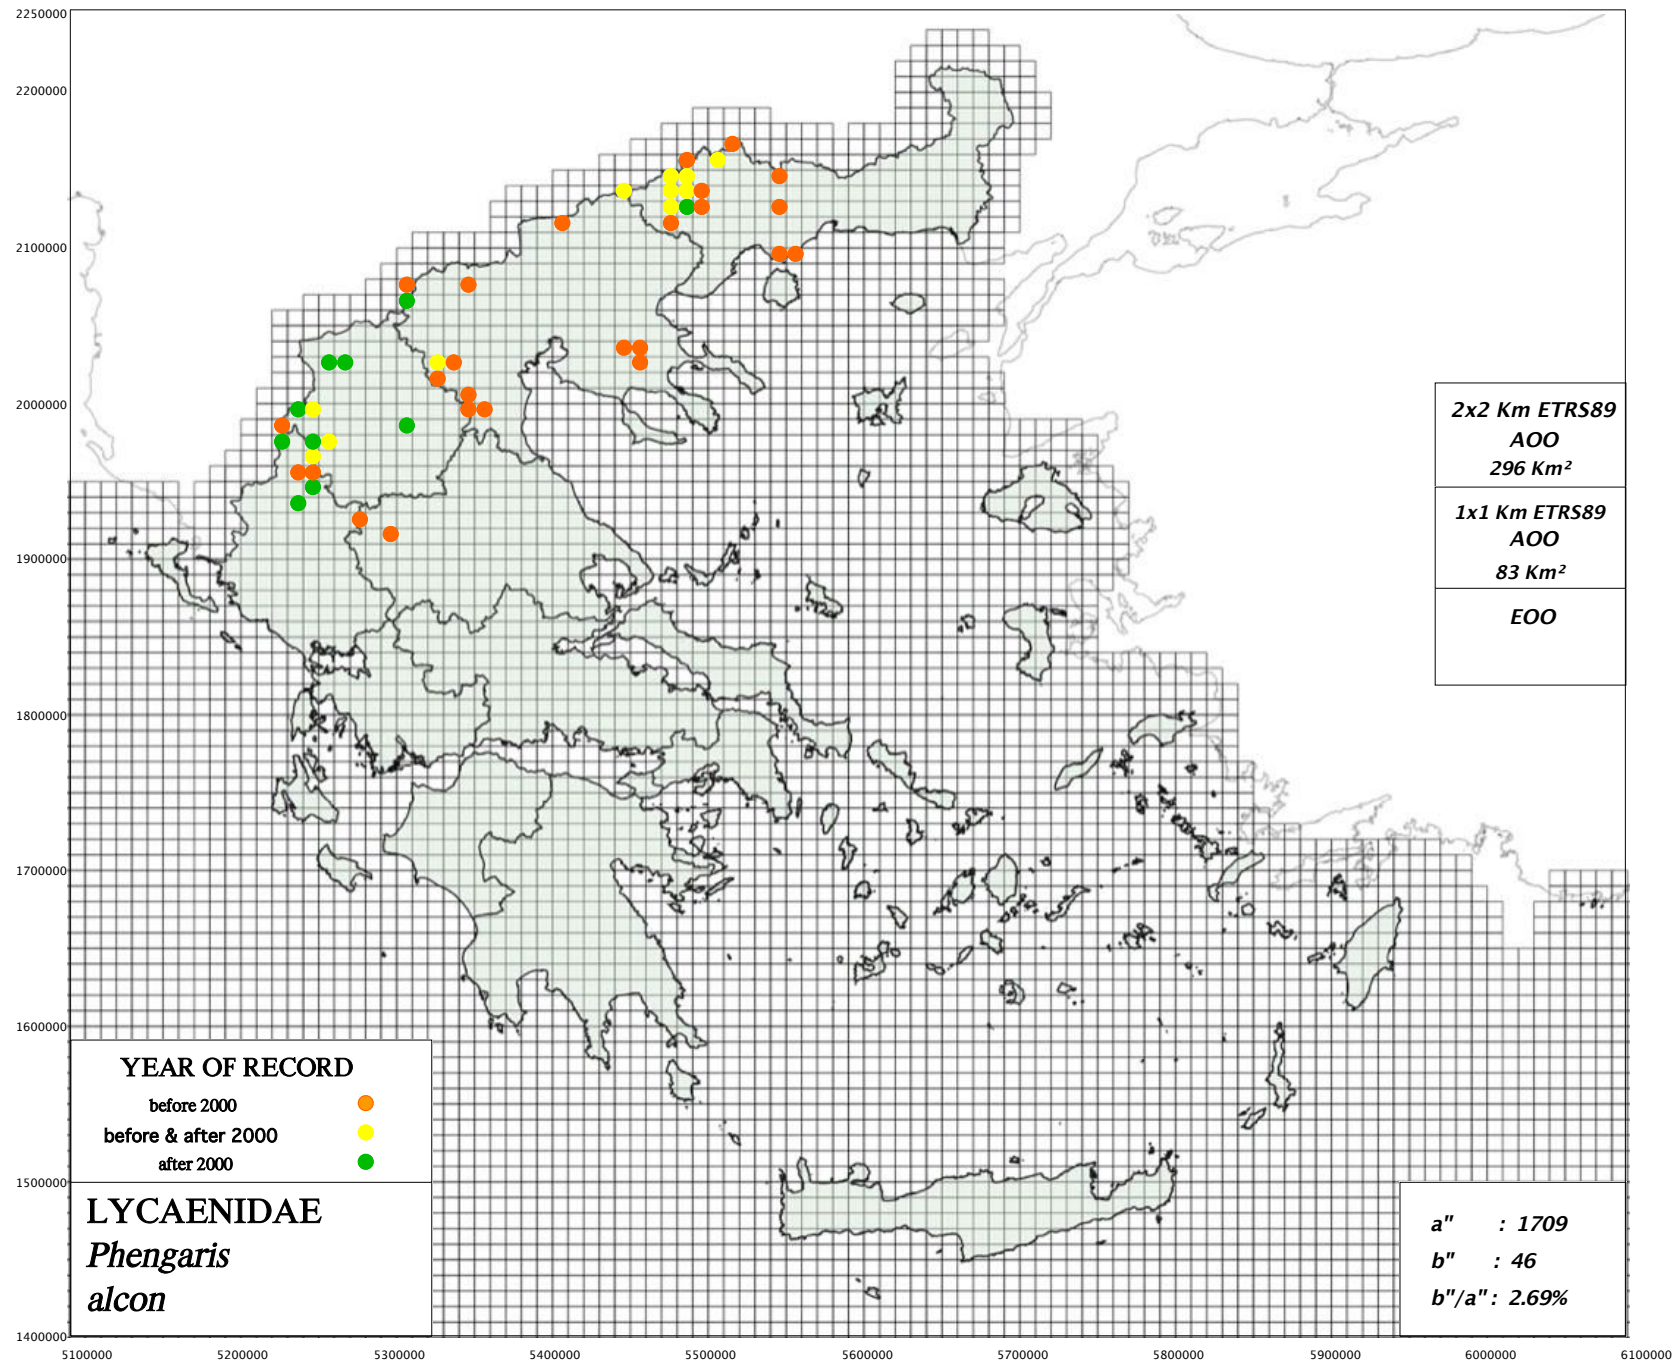 2250000
2200000
2100000
2000000
1900000
1800000
1700000
1600000
1500000
1400000
2x2 Km ETRS89
AOO
296 Km²
1x1 Km ETRS89
AOO
83 Km²
EOO
YEAR OF RECORD
before 2000
before & after 2000
after 2000
LYCAENIDAE
Phengaris
alcon
a" : 1709
b" : 46
b"/a" : 2.69%
5100000 5200000 5300000 5400000 5500000 5600000 5700000 5800000 5900000 6000000 6100000